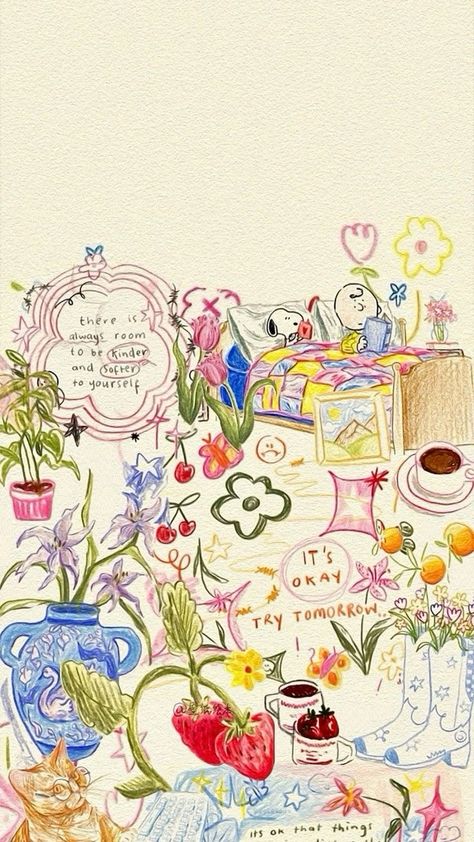 there is
always room
to be kinder
and softer
to yourself
IT'S
OKAY
TRY TOMORROW..
its ok that things